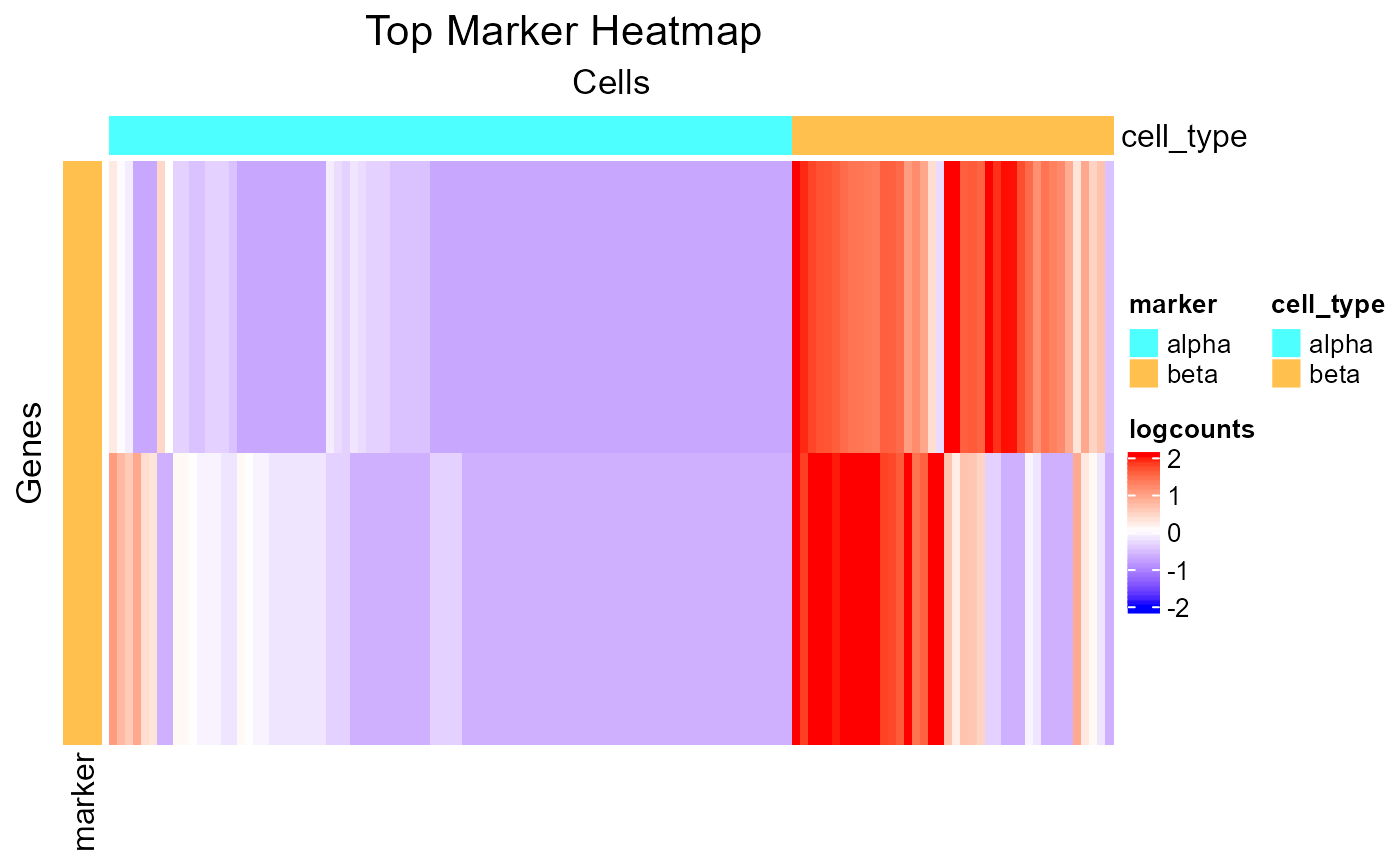 Top Marker Heatmap
Cells
cell_type
Genes
marker
marker
alpha
beta
cell_type
alpha
beta
logcounts
2
1
0
-1
-2